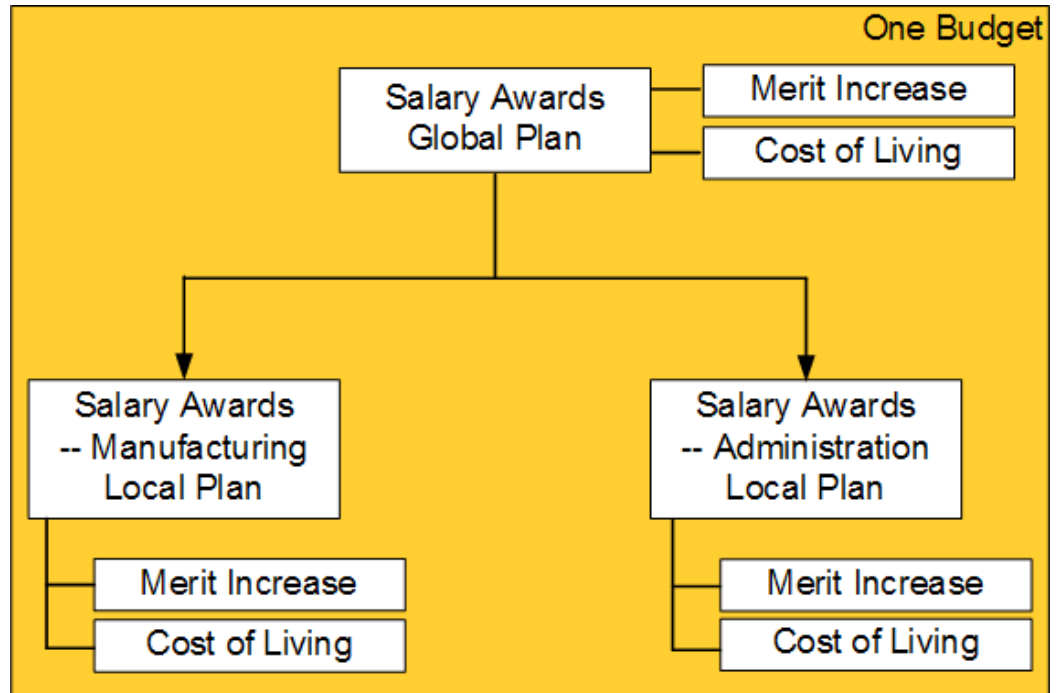 One Budget
Salary Awards
Global Plan
Merit Increase
Cost of Living
Salary Awards
-- Manufacturing
Local Plan
Merit Increase
Cost of Living
Salary Awards
-- Administration
Local Plan
Merit Increase
Cost of Living